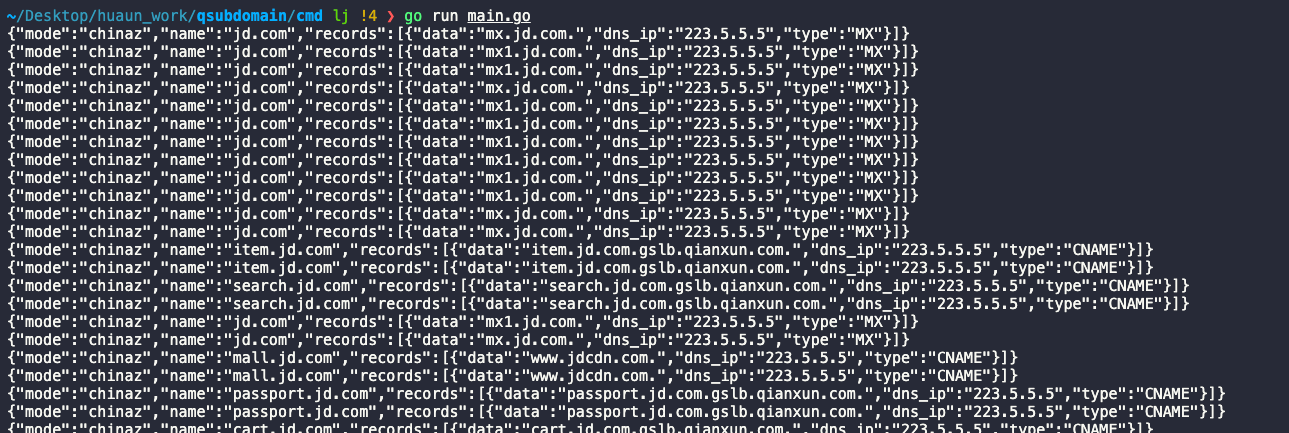 ~/Desktop/huaun_work/qsubdomain/cmd lj !4 ❯ go run main.go
{"mode":"chinaz","name":"jd.com","records":[{"data":"mx.jd.com.","dns_ip":"223.5.5.5","type":"MX"}]}
{"mode":"chinaz","name":"jd.com","records":[{"data":"mx1.jd.com.","dns_ip":"223.5.5.5","type":"MX"}]}
{"mode":"chinaz","name":"jd.com","records":[{"data":"mx1.jd.com.","dns_ip":"223.5.5.5","type":"MX"}]}
{"mode":"chinaz","name":"jd.com","records":[{"data":"mx.jd.com.","dns_ip":"223.5.5.5","type":"MX"}]}
{"mode":"chinaz","name":"jd.com","records":[{"data":"mx1.jd.com.","dns_ip":"223.5.5.5","type":"MX"}]}
{"mode":"chinaz","name":"jd.com","records":[{"data":"mx1.jd.com.","dns_ip":"223.5.5.5","type":"MX"}]}
{"mode":"chinaz","name":"jd.com","records":[{"data":"mx1.jd.com.","dns_ip":"223.5.5.5","type":"MX"}]}
{"mode":"chinaz","name":"jd.com","records":[{"data":"mx1.jd.com.","dns_ip":"223.5.5.5","type":"MX"}]}
{"mode":"chinaz","name":"jd.com","records":[{"data":"mx1.jd.com.","dns_ip":"223.5.5.5","type":"MX"}]}
{"mode":"chinaz","name":"jd.com","records":[{"data":"mx1.jd.com.","dns_ip":"223.5.5.5","type":"MX"}]}
{"mode":"chinaz","name":"jd.com","records":[{"data":"mx.jd.com.","dns_ip":"223.5.5.5","type":"MX"}]}
{"mode":"chinaz","name":"jd.com","records":[{"data":"mx.jd.com.","dns_ip":"223.5.5.5","type":"MX"}]}
{"mode":"chinaz","name":"item.jd.com","records":[{"data":"item.jd.com.gslb.qianxun.com.","dns_ip":"223.5.5.5","type":"CNAME"}]}
{"mode":"chinaz","name":"item.jd.com","records":[{"data":"item.jd.com.gslb.qianxun.com.","dns_ip":"223.5.5.5","type":"CNAME"}]}
{"mode":"chinaz","name":"search.jd.com","records":[{"data":"search.jd.com.gslb.qianxun.com.","dns_ip":"223.5.5.5","type":"CNAME"}]}
{"mode":"chinaz","name":"search.jd.com","records":[{"data":"search.jd.com.gslb.qianxun.com.","dns_ip":"223.5.5.5","type":"CNAME"}]}
{"mode":"chinaz","name":"jd.com","records":[{"data":"mx1.jd.com.","dns_ip":"223.5.5.5","type":"MX"}]}
{"mode":"chinaz","name":"jd.com","records":[{"data":"mx.jd.com.","dns_ip":"223.5.5.5","type":"MX"}]}
{"mode":"chinaz","name":"mall.jd.com","records":[{"data":"www.jdcdn.com.","dns_ip":"223.5.5.5","type":"CNAME"}]}
{"mode":"chinaz","name":"mall.jd.com","records":[{"data":"www.jdcdn.com.","dns_ip":"223.5.5.5","type":"CNAME"}]}
{"mode":"chinaz","name":"passport.jd.com","records":[{"data":"passport.jd.com.gslb.qianxun.com.","dns_ip":"223.5.5.5","type":"CNAME"}]}
{"mode":"chinaz","name":"passport.jd.com","records":[{"data":"passport.jd.com.gslb.qianxun.com.","dns_ip":"223.5.5.5","type":"CNAME"}]}
{"mode":"chinaz","name":"cart.jd.com","records":[{"data":"cart.jd.com.gslb.qianxun.com.","dns_ip":"223.5.5.5","type":"CNAME"}]}